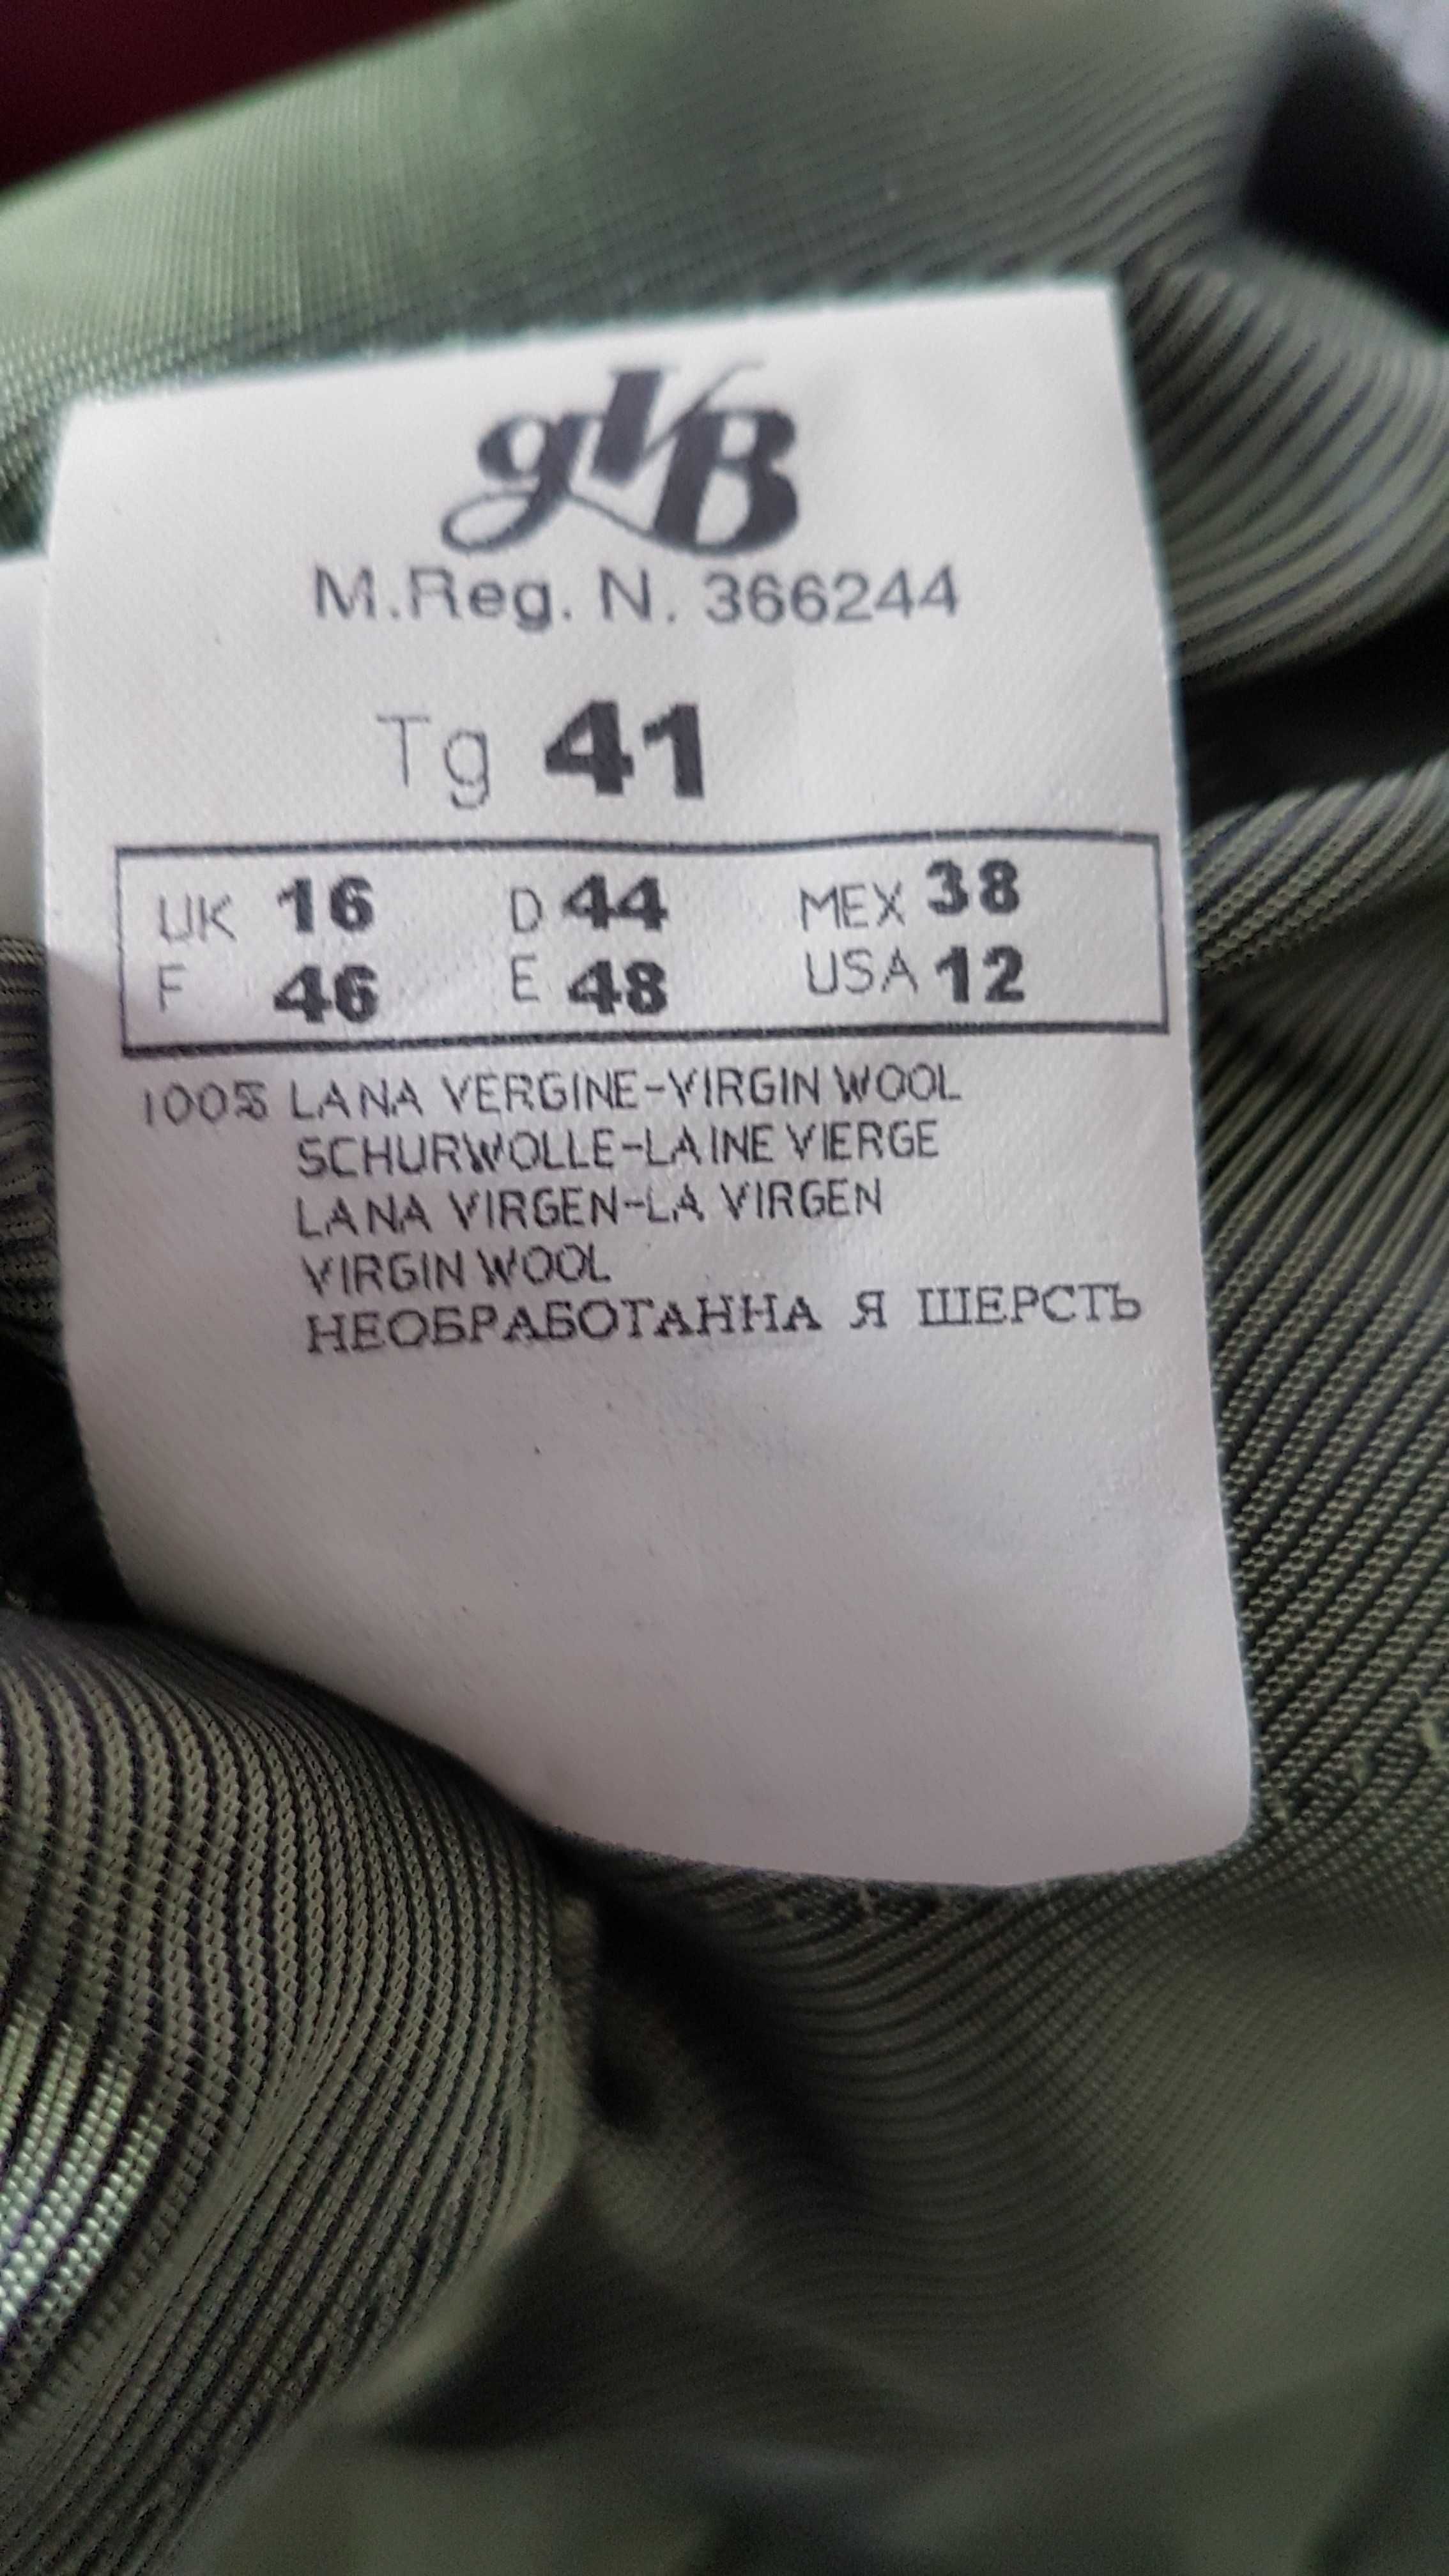 gVB
M.Reg. N. 366244
Tg 41
UK 16 D 44 MEX 38
F 46 E 48 USA 12
100% LANA VERGINE-VIRGIN WOOL
SCHURWOLLE-LAINE VIERGE
LANA VIRGEN-LA VIRGEN
VIRGIN WOOL
НЕОБРАБОТАННА Я ШЕРСТЬ